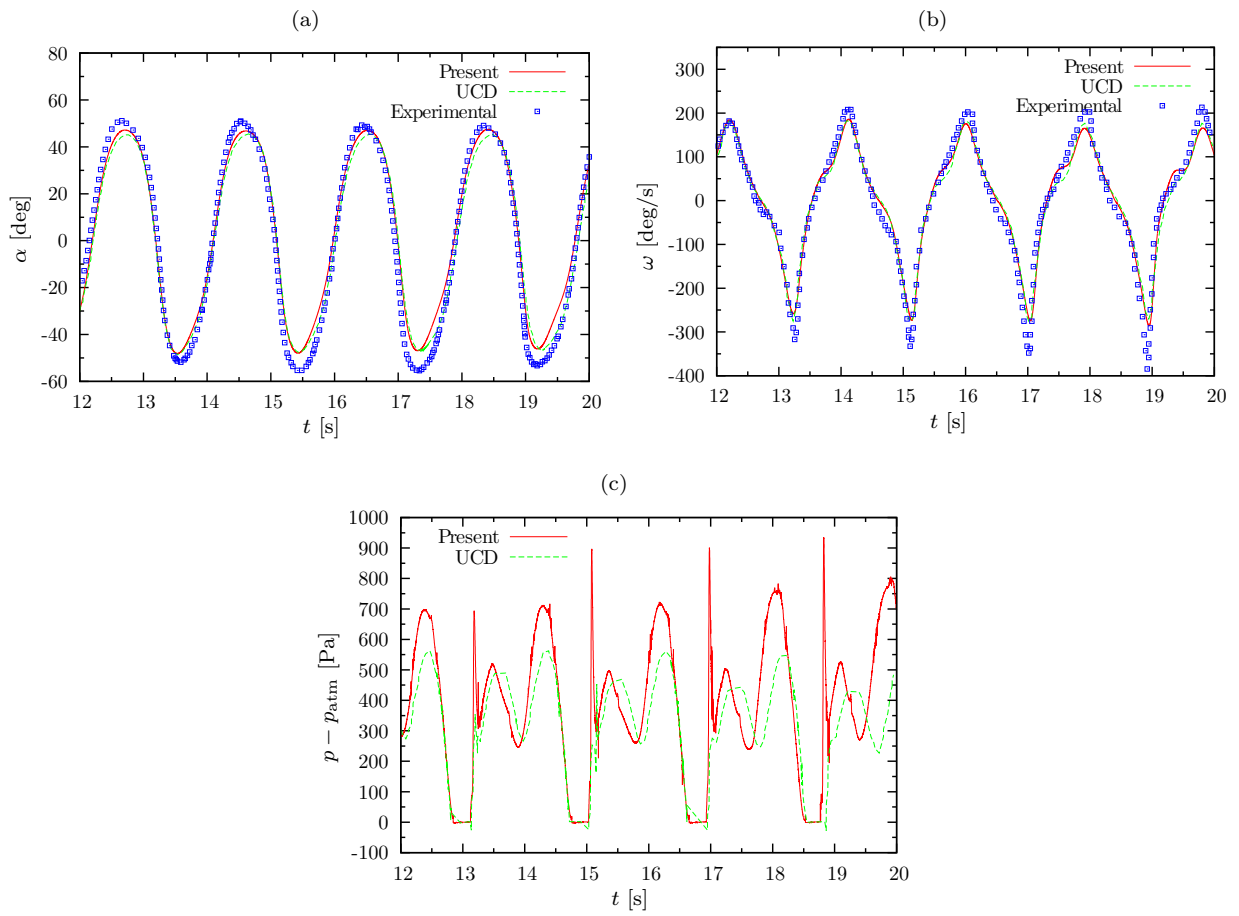 (a)
80
60
40
20
0
-20
-40
-60
α [deg]
Present
UCD
Experimental
12 13 14 15 16 17 18 19 20
t [s]
(b)
300
200
100
0
-100
-200
-300
-400
ω [deg/s]
Present
UCD
Experimental
12 13 14 15 16 17 18 19 20
t [s]
(c)
1000
900
800
700
600
500
400
300
200
100
0
-100
p − patm [Pa]
Present
UCD
12 13 14 15 16 17 18 19 20
t [s]